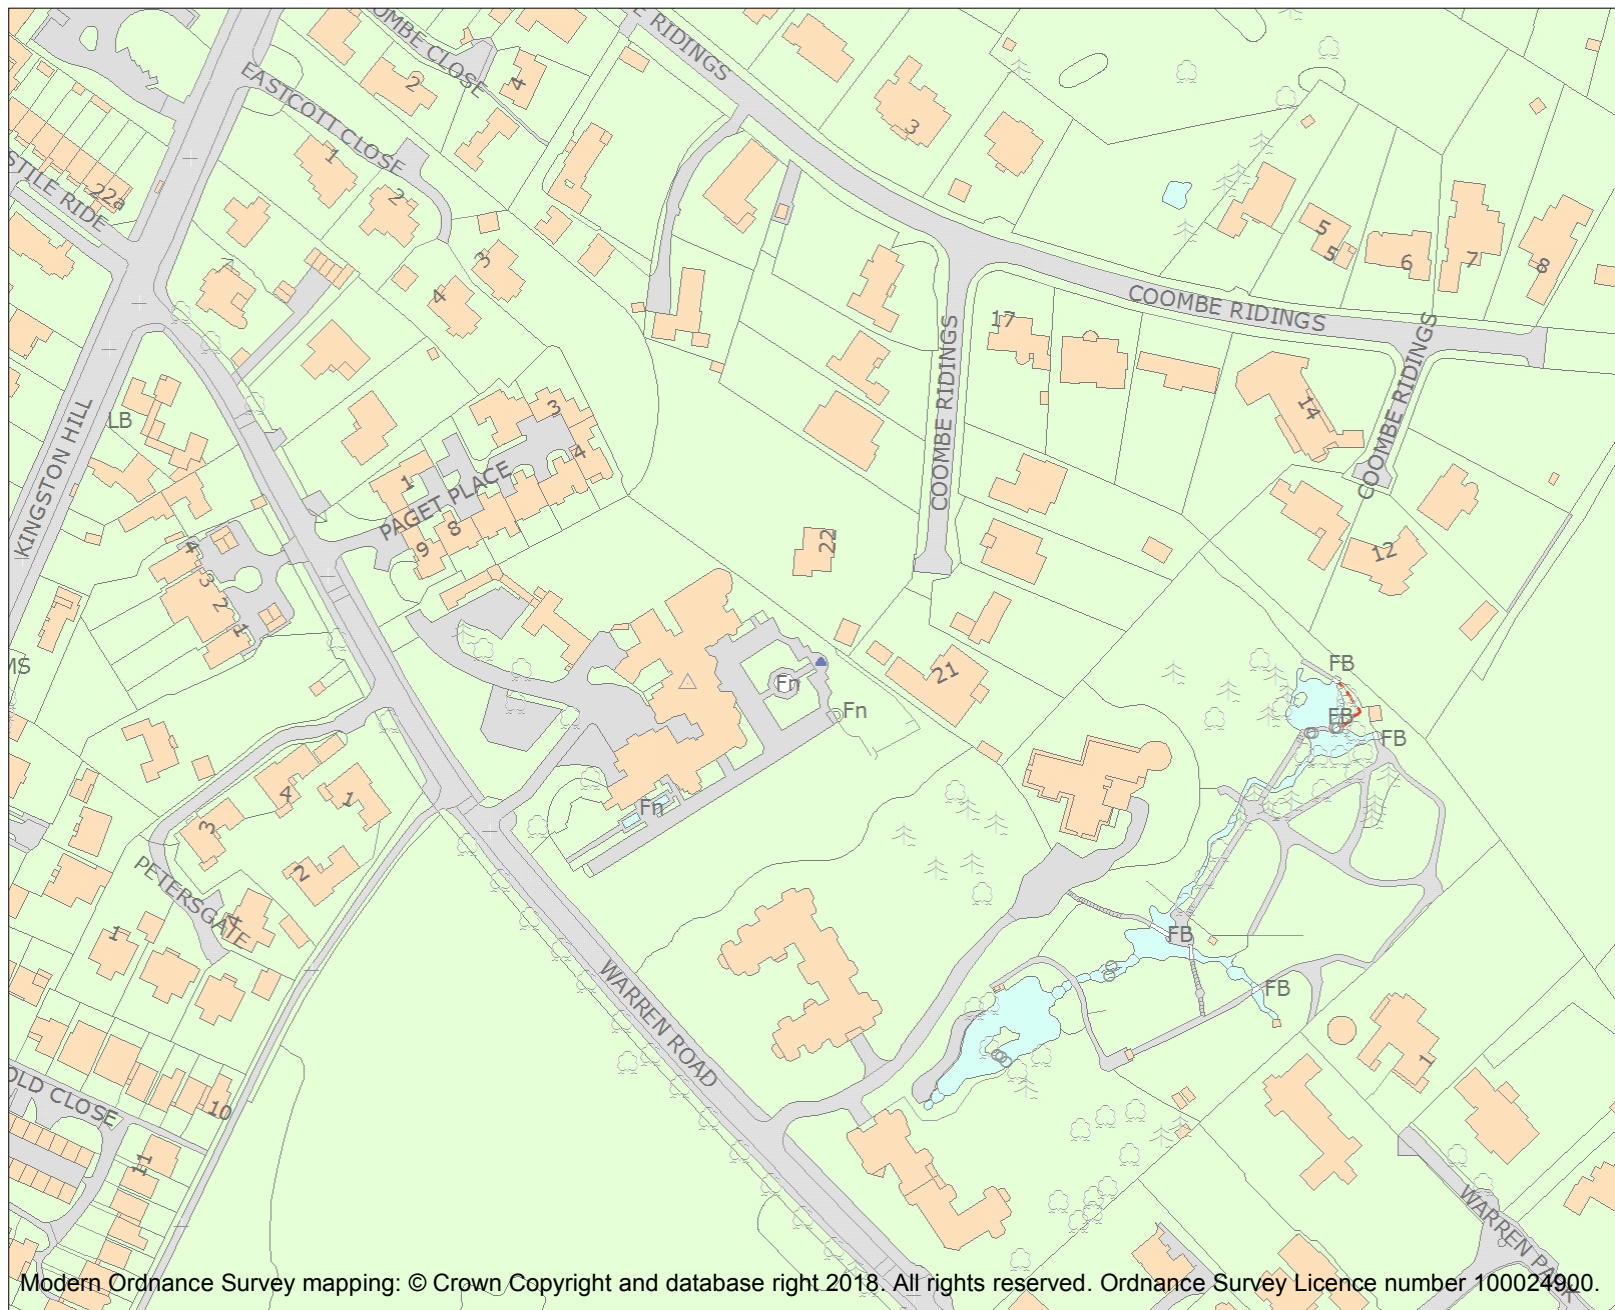 COOMBE CLOSE
E RIDINGS
EASTCOTT CLOSE
2
4
3
1
2
STILE RIDE
22a
3
4
7
5
5
6
7
8
COOMBE RIDINGS
COOMBE RIDINGS
COOMBE RIDINGS
17
14
12
KINGSTON HILL
LB
3
4
1
PAGET PLACE
8
9
22
4
3
2
1
MS
21
FB
FB
FB
Fn
Fn
Fn
4
1
3
2
4
PETERSGATE
1
FB
FB
WARREN ROAD
1
OLD CLOSE
10
11
WARREN PARK
Modern Ordnance Survey mapping: © Crown Copyright and database right 2018. All rights reserved. Ordnance Survey Licence number 100024900.